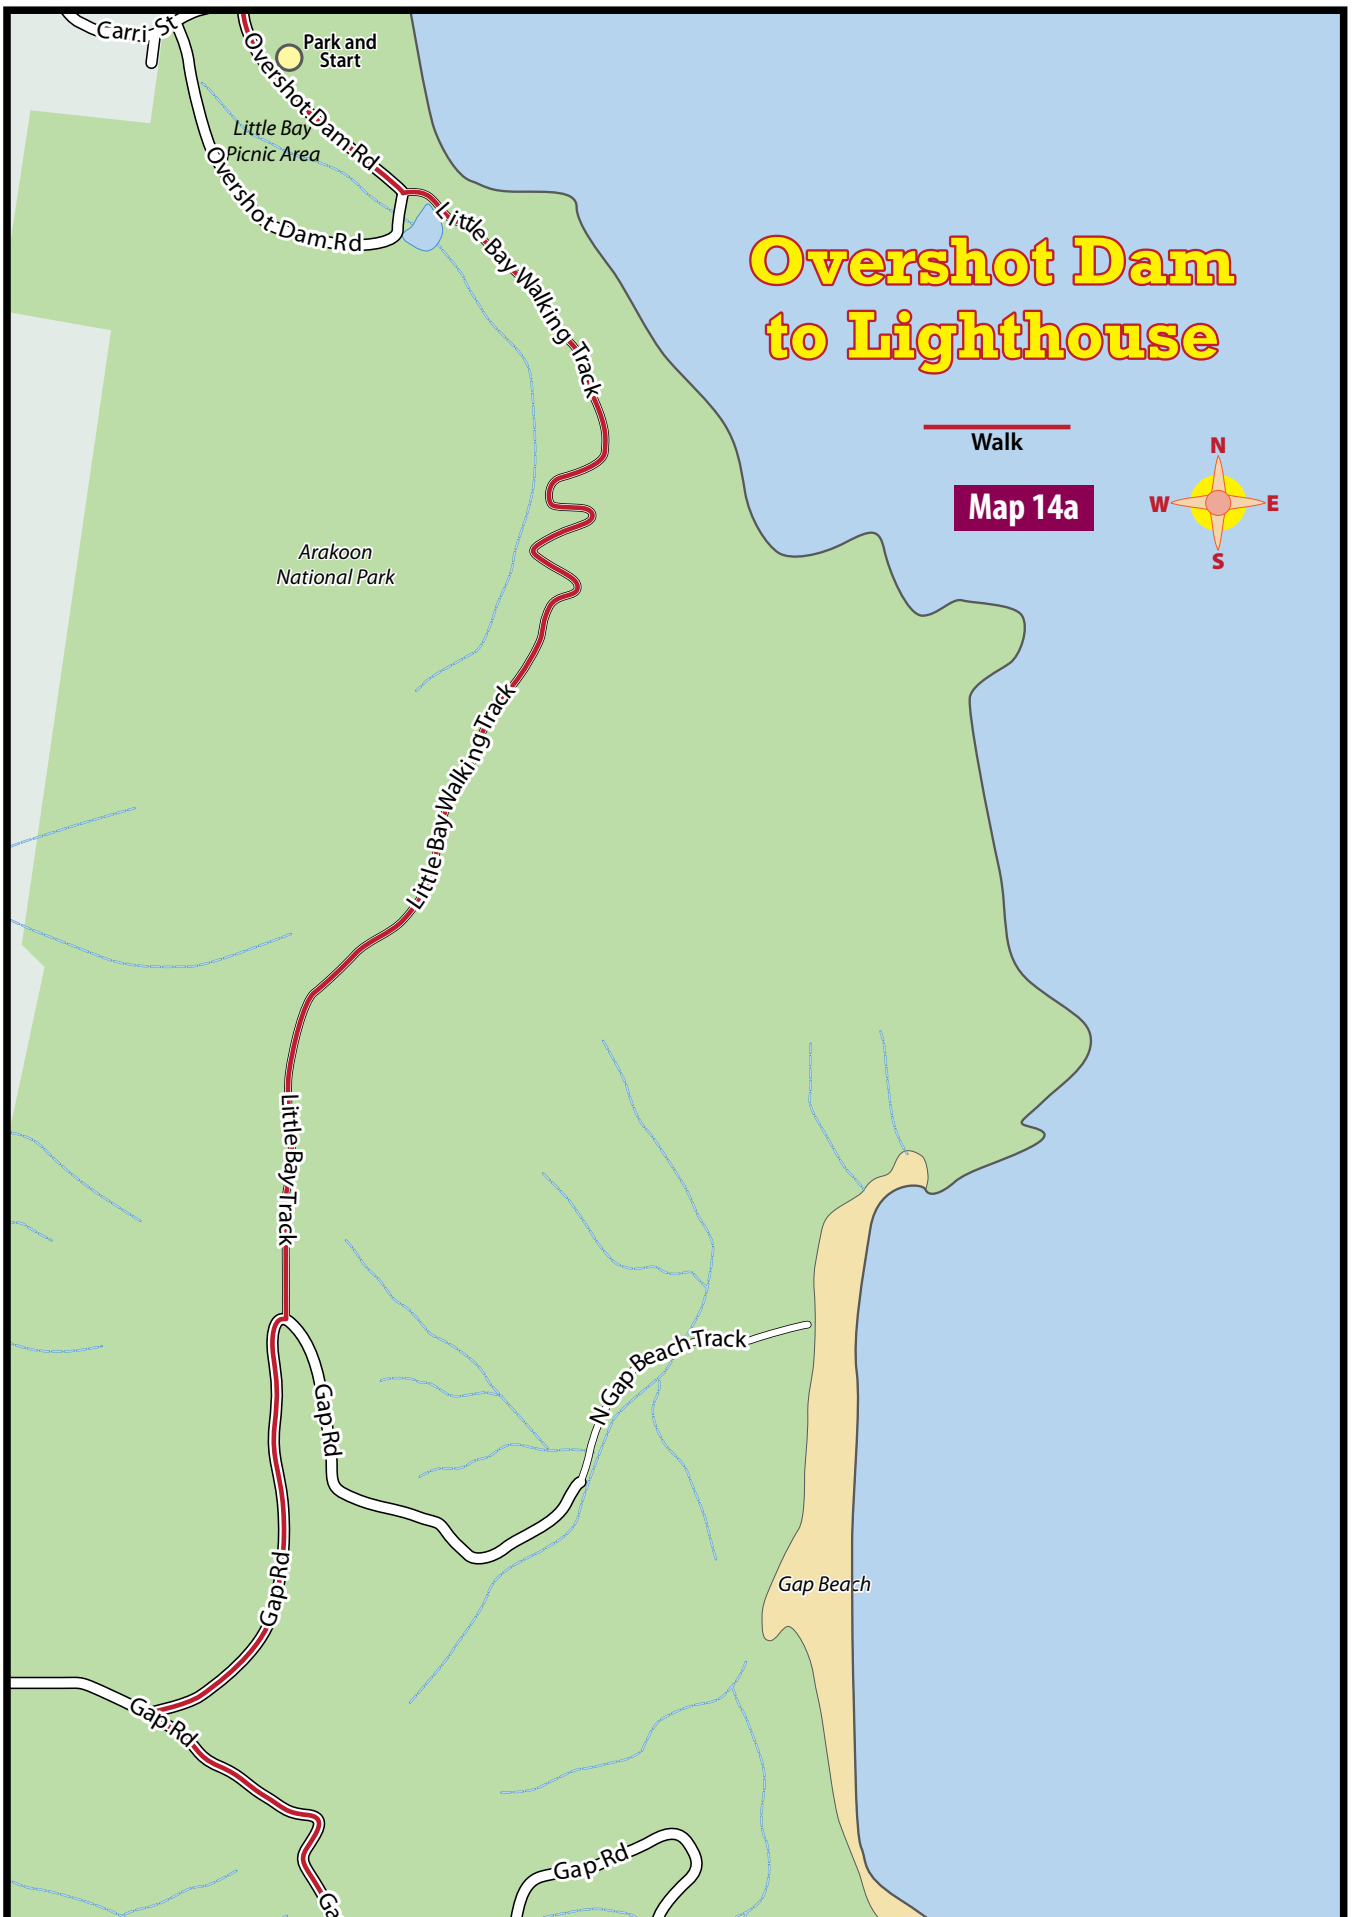 Carri St
Park and
Start
Overshot Dam Rd
Little Bay
Picnic Area
Overshot Dam Rd
Little Bay Walking Track
Overshot Dam
to Lighthouse
Walk
Map 14a
N
W
E
S
Arakoon
National Park
Little Bay Walking Track
Little Bay Track
N Gap Beach Track
Gap Rd
Gap Rd
Gap Beach
Gap Rd
Gap Rd
Ga